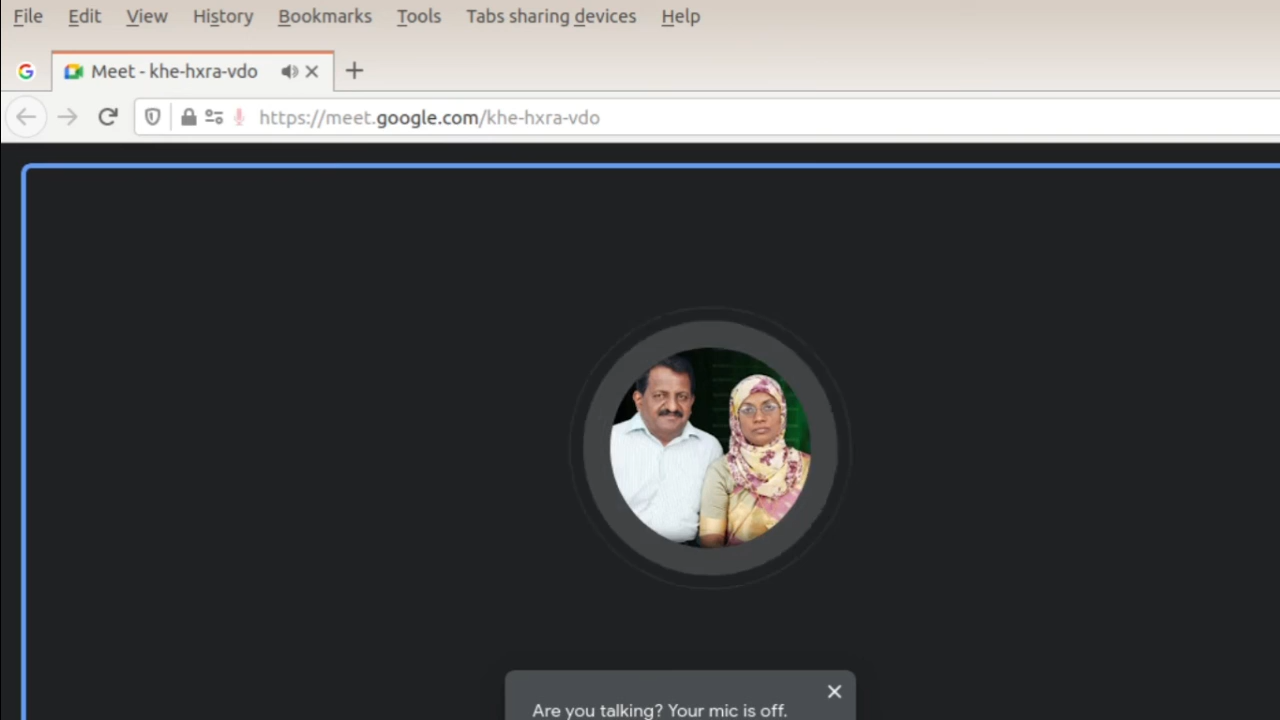 File Edit View History Bookmarks Tools Tabs sharing devices Help
Meet - khe-hxra-vdo
https://meet.google.com/khe-hxra-vdo
Are you talking? Your mic is off.